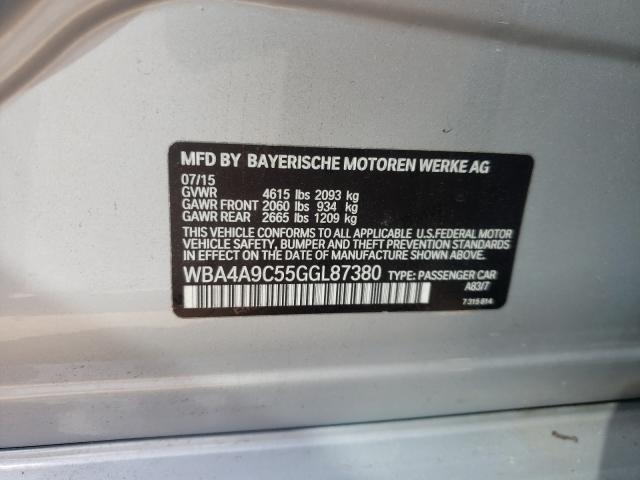 MFD BY BAYERISCHE MOTOREN WERKE AG
07/15
GVWR 4615 lbs 2093 kg
GAWR FRONT 2060 lbs 934 kg
GAWR REAR 2665 lbs 1209 kg
THIS VEHICLE CONFORMS TO ALL APPLICABLE U.S.FEDERAL MOTOR
VEHICLE SAFETY, BUMPER AND THEFT PREVENTION
STANDARDS IN EFFECT ON THE DATE OF MANUFACTURE SHOWN ABOVE.
WBA4A9C55GGL87380 TYPE: PASSENGER CAR
A83/7
7 315 814